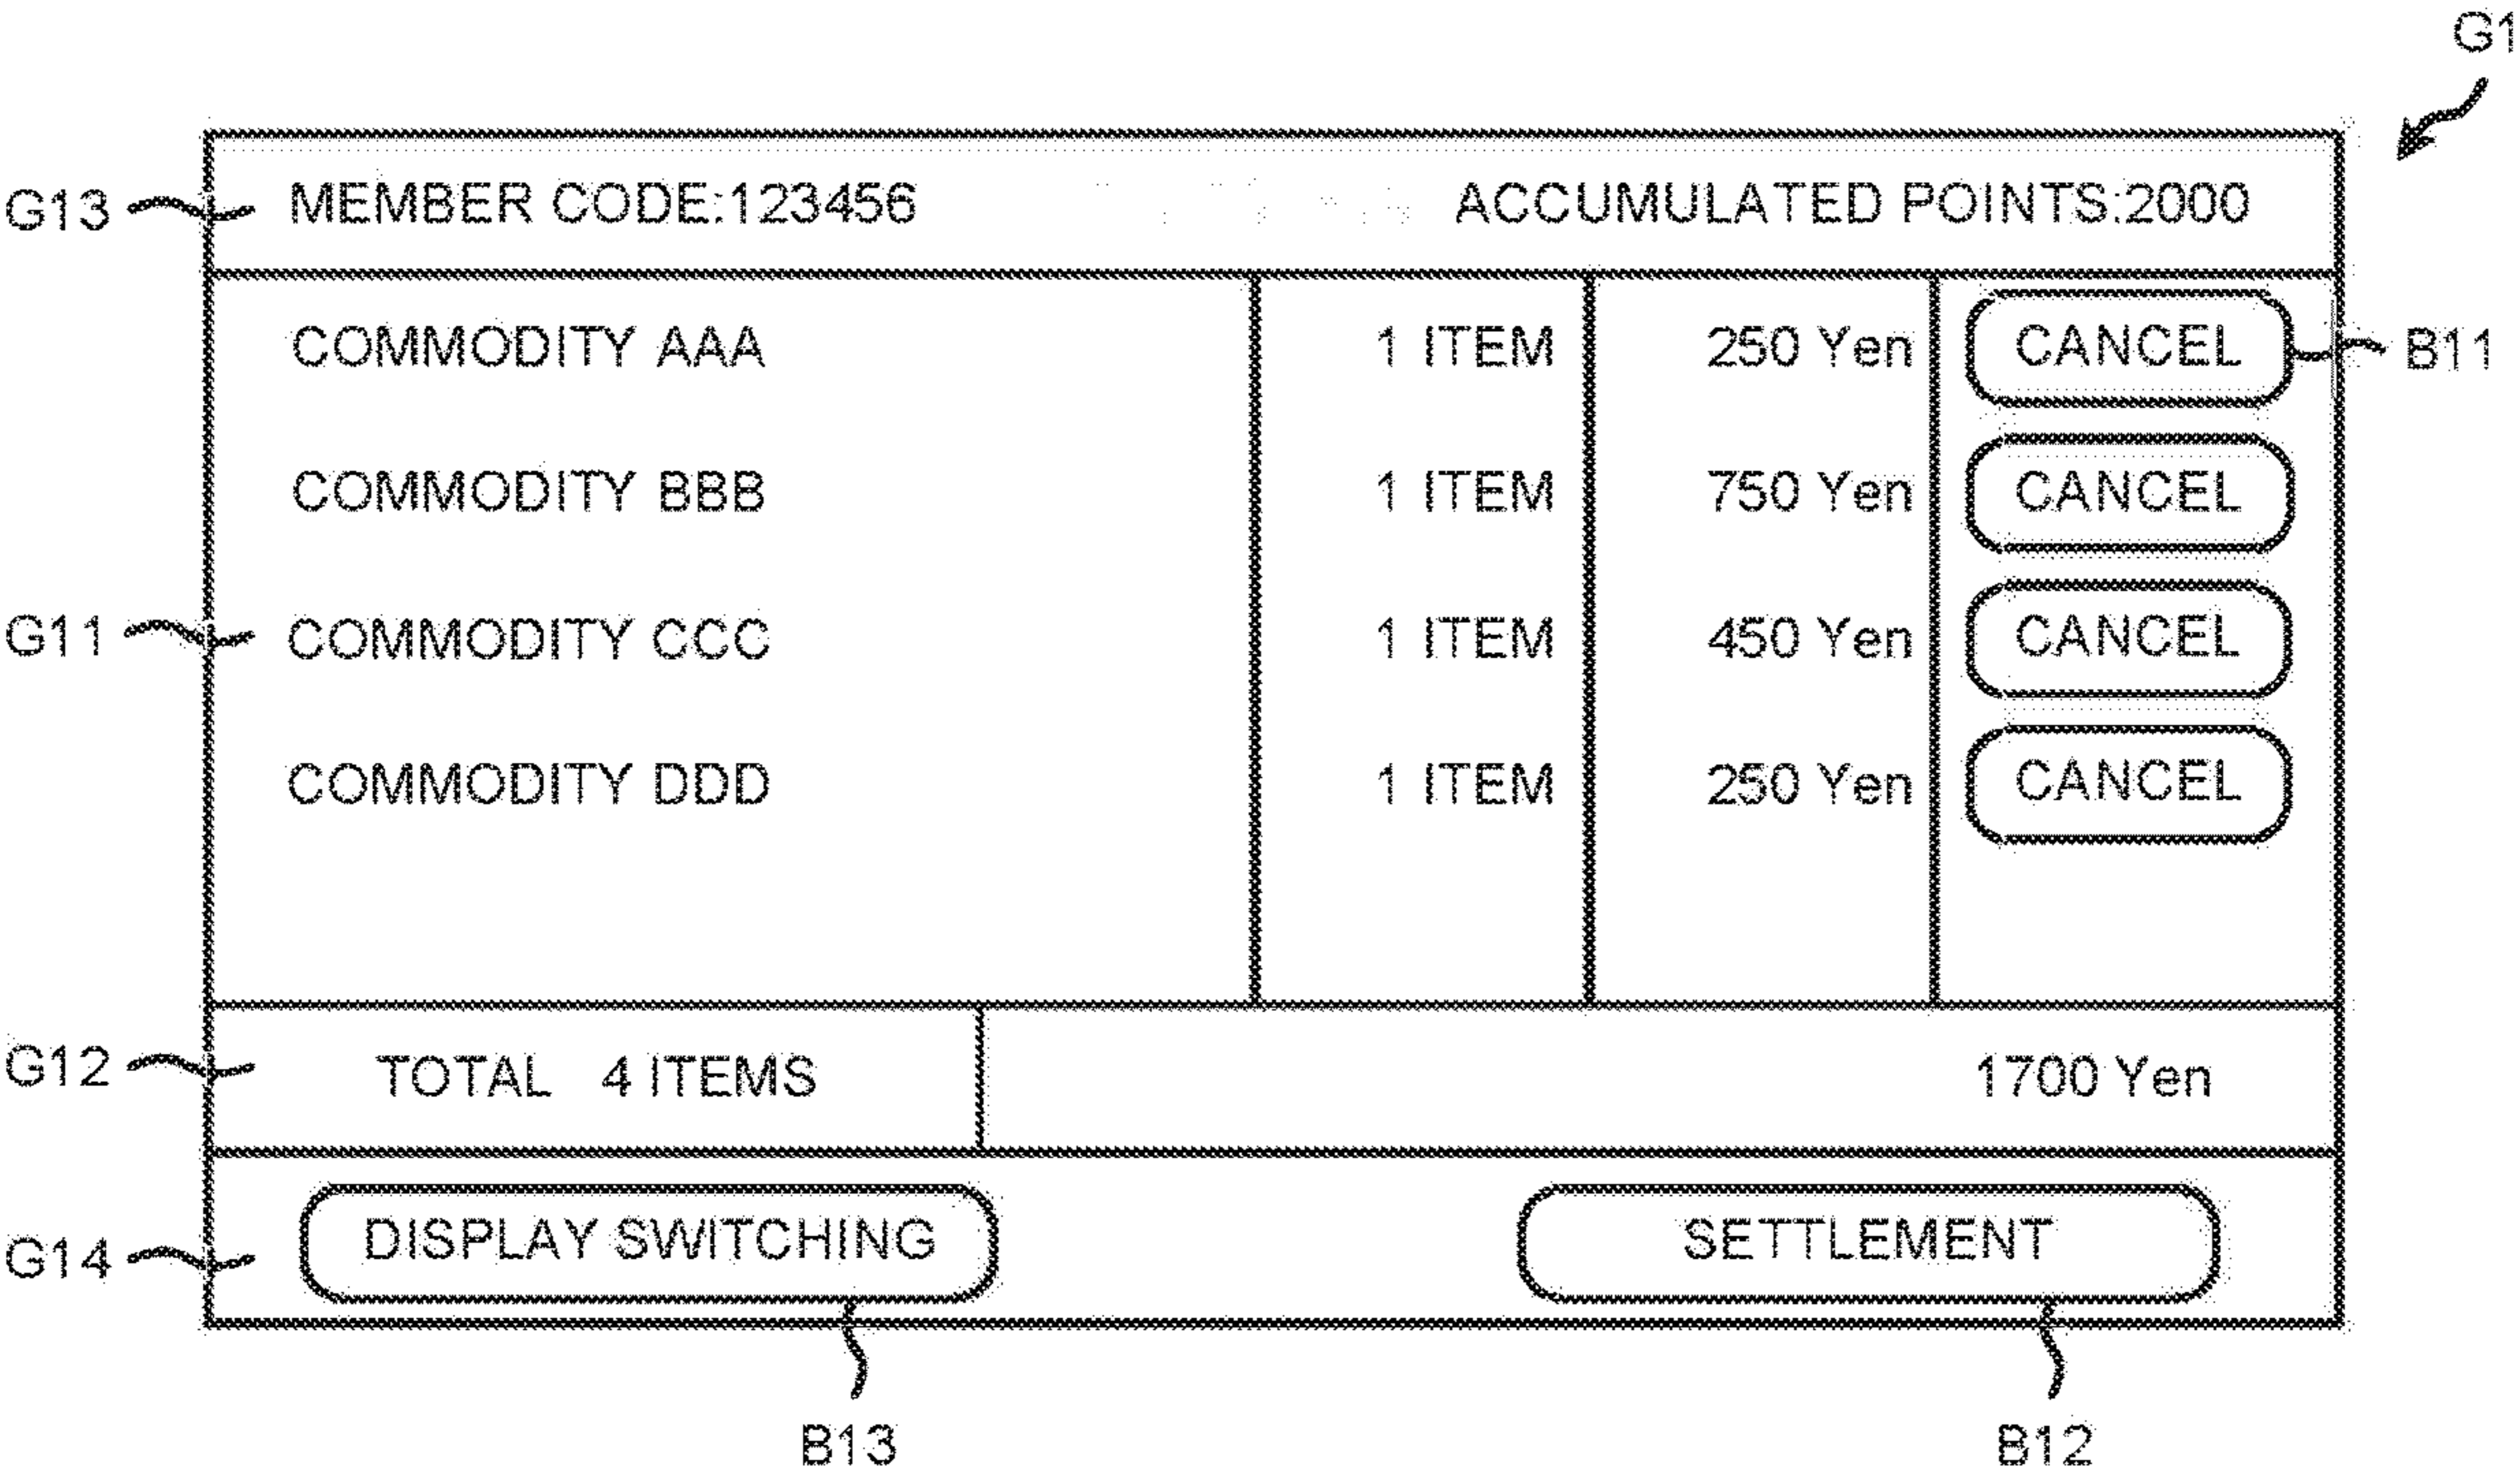 G1
G13 MEMBER CODE:123456 ACCUMULATED POINTS:2000
COMMODITY AAA 1 ITEM 250 Yen CANCEL B11
COMMODITY BBB 1 ITEM 750 Yen CANCEL
G11 COMMODITY CCC 1 ITEM 450 Yen CANCEL
COMMODITY DDD 1 ITEM 250 Yen CANCEL
G12 TOTAL 4 ITEMS 1700 Yen
G14 DISPLAY SWITCHING SETTLEMENT
B13 B12